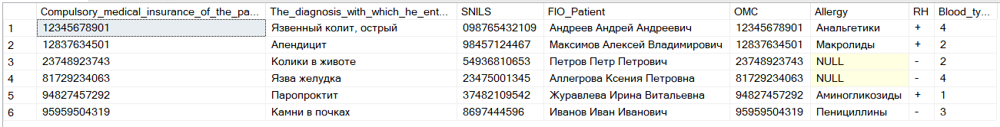 Compulsory_medical_insurance_of_the_pa... The_diagnosis_with_which_he_ent... SNILS FIO_Patient OMC Allergy RH Blood_ty...
1 12345678901 Язвенный колит, острый 098765432109 Андреев Андрей Андреевич 12345678901 Анальгетики + 4
2 12837634501 Апендицит 98457124467 Максимов Алексей Владимирович 12837634501 Макролиды + 2
3 23748923743 Колики в животе 54936810653 Петров Петр Петрович 23748923743 NULL - 2
4 81729234063 Язва желудка 23475001345 Аллегрова Ксения Петровна 81729234063 NULL - 4
5 94827457292 Паропроктит 37482109542 Журавлева Ирина Витальевна 94827457292 Аминогликозиды + 1
6 95959504319 Камни в почках 8697444596 Иванов Иван Иванович 95959504319 Пенициллины - 3